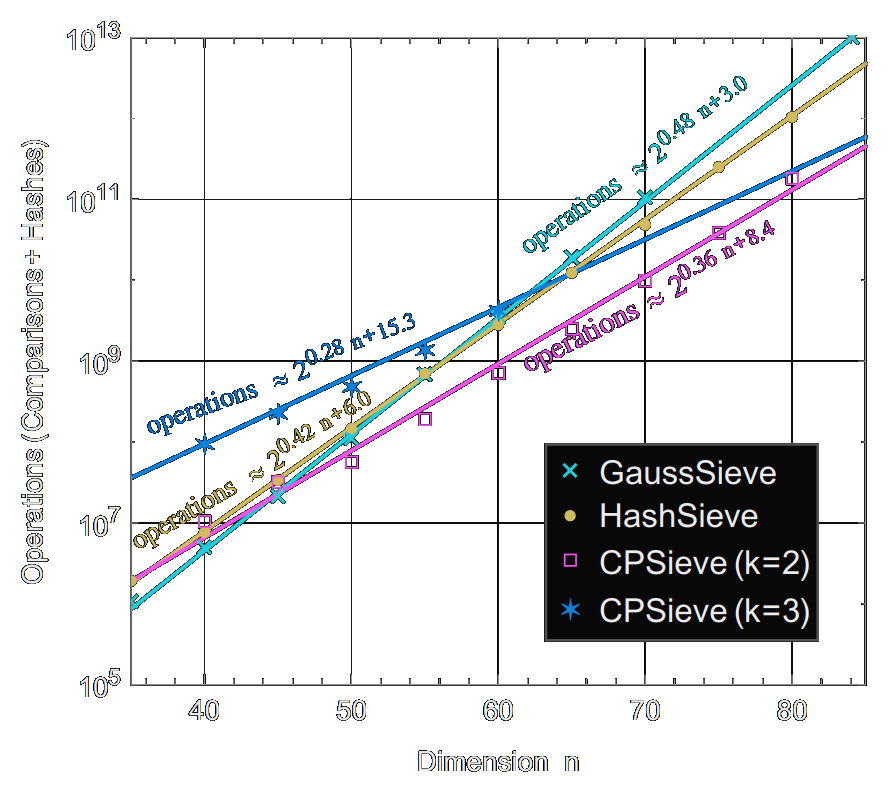 10^13
10^11
10^9
10^7
10^5
Operations (Comparisons + Hashes)
operations ≈ 2^0.48 n+3.0
operations ≈ 2^0.36 n+8.4
operations ≈ 2^0.28 n+15.3
operations ≈ 2^0.42 n+6.0
GaussSieve
HashSieve
CPSieve (k=2)
CPSieve (k=3)
40 50 60 70 80
Dimension n